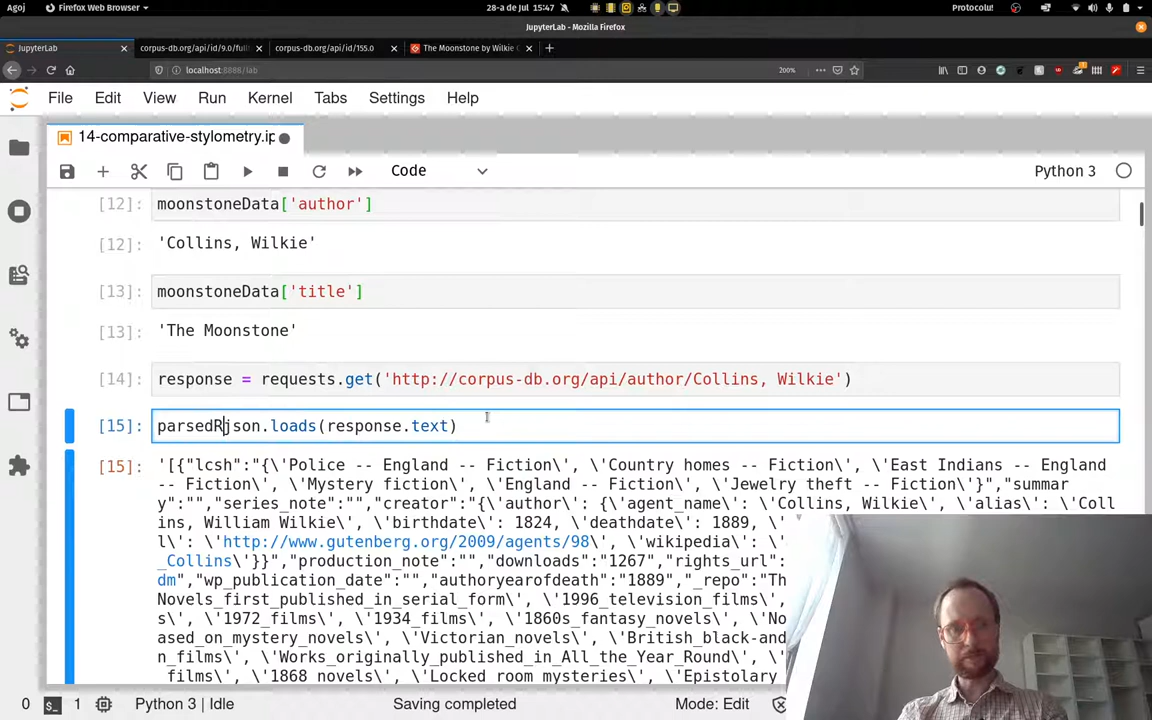 Agoj
Firefox Web Browser
28-a de Jul 15:47
Protocolu!
JupyterLab - Mozilla Firefox
JupyterLab
corpus-db.org/api/id/9.0/full
corpus-db.org/api/id/155.0
The Moonstone by Wilkie
localhost:8888/lab
200%
File Edit View Run Kernel Tabs Settings Help
14-comparative-stylometry.ip
Code
Python 3
[12]: moonstoneData['author']
[12]: 'Collins, Wilkie'
[13]: moonstoneData['title']
[13]: 'The Moonstone'
[14]: response = requests.get('http://corpus-db.org/api/author/Collins, Wilkie')
[15]: parsedRjson.loads(response.text)
[15]: '[{"lcsh":"{\'Police -- England -- Fiction\', \'Country homes -- Fiction\', \'East Indians -- England
-- Fiction\', \'Mystery fiction\', \'England -- Fiction\', \'Jewelry theft -- Fiction\'}","summar
y":"","series_note":"","creator":"{\'author\': {\'agent_name\': \'Collins, Wilkie\', \'alias\': \'Coll
ins, William Wilkie\', \'birthdate\': 1824, \'deathdate\': 1889, \'
l\': \'http://www.gutenberg.org/2009/agents/98\', \'wikipedia\': \'
_Collins\'}}","production_note":"","downloads":"1267","rights_url":
dm","wp_publication_date":"","authoryearofdeath":"1889","_repo":"Th
Novels_first_published_in_serial_form\', \'1996_television_films\',
s\', \'1972_films\', \'1934_films\', \'1860s_fantasy_novels\', \'No
ased_on_mystery_novels\', \'Victorian_novels\', \'British_black-and
n_films\', \'Works_originally_published_in_All_the_Year_Round\', \'
films\', \'1868 novels\', \'Locked room mysteries\', \'Epistolary
0
1
Python 3 | Idle
Saving completed
Mode: Edit